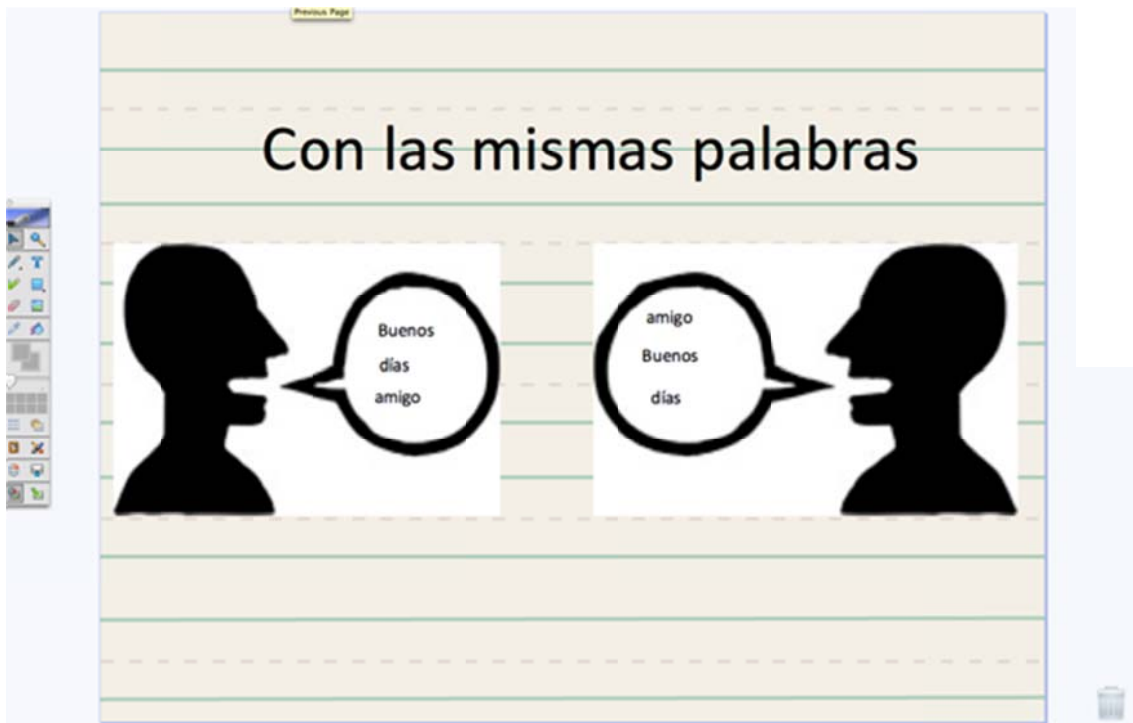 Previous Page
Con las mismas palabras
Buenos
días
amigo
amigo
Buenos
días